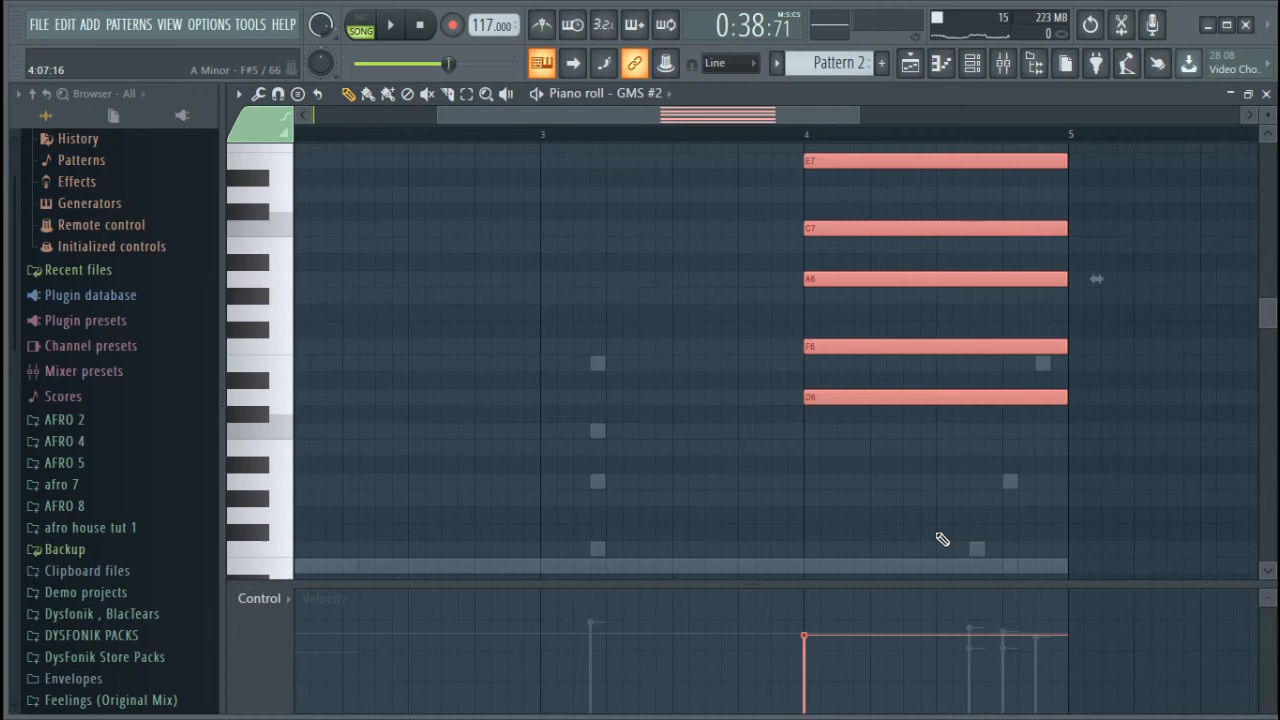 FILE EDIT ADD PATTERNS VIEW OPTIONS TOOLS HELP
SONG
117.000
3.2
0:38:71
M:S:CS
15
223 MB
0
4:07:16
A Minor - F#5 / 66
Line
Pattern 2
28 08
Video Cho..
Browser - All
Piano roll - GMS #2
History
Patterns
Effects
Generators
Remote control
Initialized controls
Recent files
Plugin database
Plugin presets
Channel presets
Mixer presets
Scores
AFRO 2
AFRO 4
AFRO 5
afro 7
AFRO 8
afro house tut 1
Backup
Clipboard files
Demo projects
Dysfonik , BlacTears
DYSFONIK PACKS
DysFonik Store Packs
Envelopes
Feelings (Original Mix)
3
4
5
E7
C7
A6
F6
D6
Control
Velocity